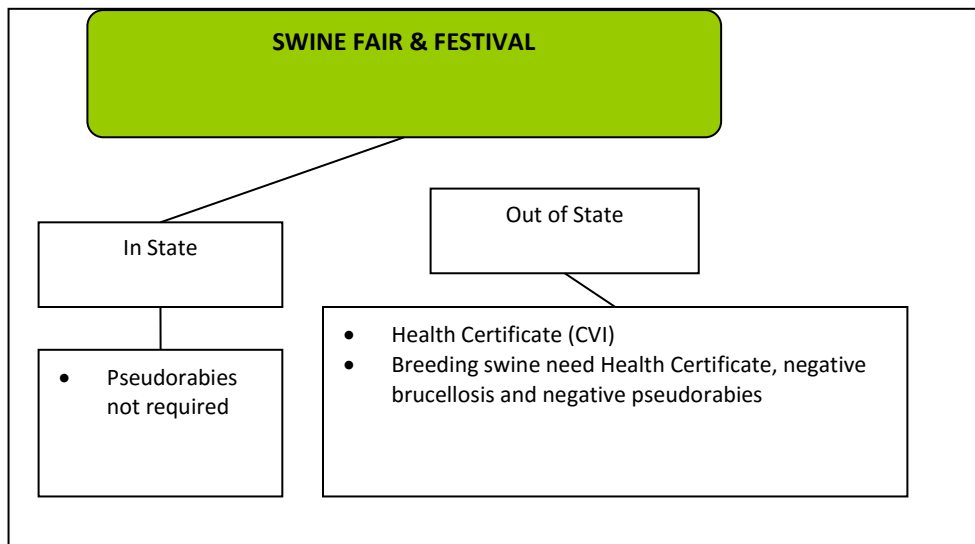 SWINE FAIR & FESTIVAL
In State
Out of State
• Pseudorabies
not required
• Health Certificate (CVI)
• Breeding swine need Health Certificate, negative
brucellosis and negative pseudorabies